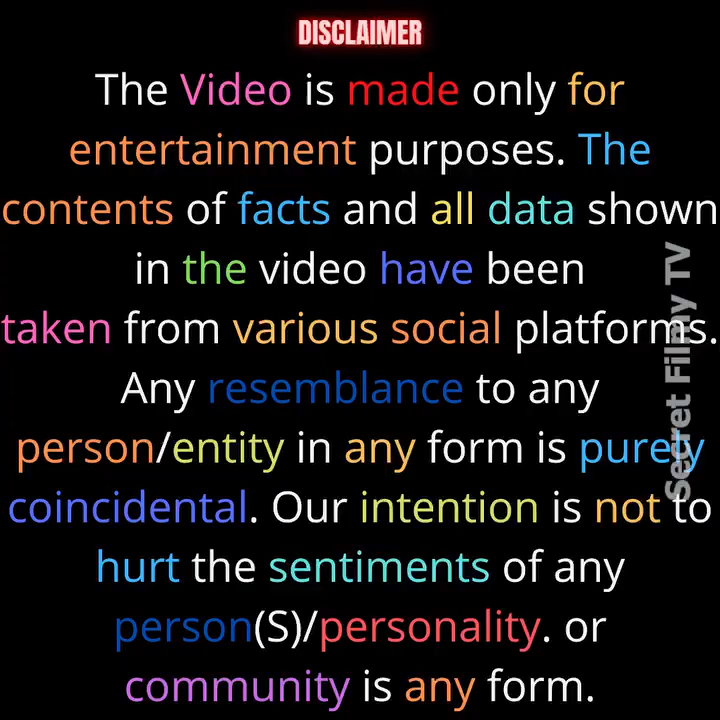 DISCLAIMER
The Video is made only for
entertainment purposes. The
contents of facts and all data shown
in the video have been
taken from various social platforms.
Any resemblance to any
person/entity in any form is purely
coincidental. Our intention is not to
hurt the sentiments of any
person(S)/personality. or
community is any form.
Secret Filmy TV